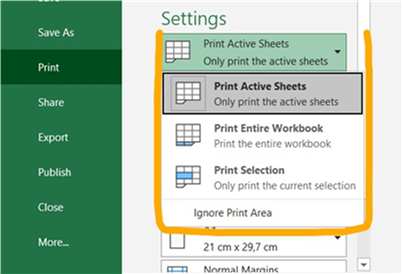 Settings
Save As
Print
Share
Export
Publish
Close
More...
Print Active Sheets
Only print the active sheets
Print Active Sheets
Only print the active sheets
Print Entire Workbook
Print the entire workbook
Print Selection
Only print the current selection
Ignore Print Area
21 cm x 29,7 cm
Normal Margins